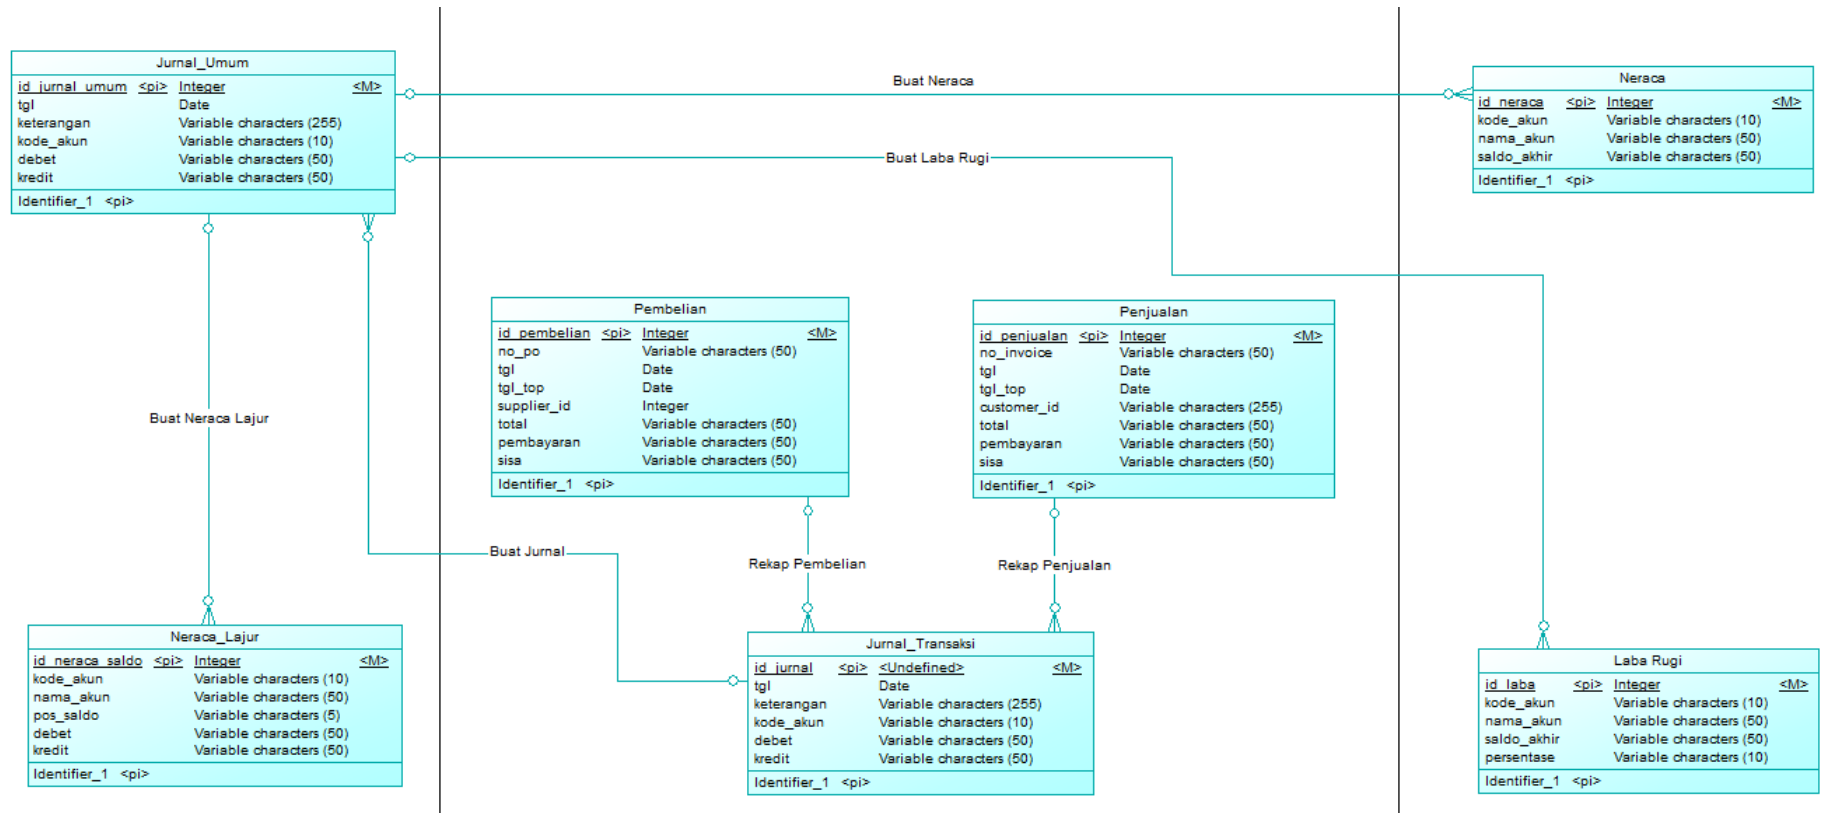 Jurnal_Umum
id_jurnal_umum <pi> Integer <M>
tgl Date
keterangan Variable characters (255)
kode_akun Variable characters (10)
debet Variable characters (50)
kredit Variable characters (50)
Identifier_1 <pi>
Buat Neraca
Buat Laba Rugi
Neraca
id_neraca <pi> Integer <M>
kode_akun Variable characters (10)
nama_akun Variable characters (50)
saldo_akhir Variable characters (50)
Identifier_1 <pi>
Pembelian
id_pembelian <pi> Integer <M>
no_po Variable characters (50)
tgl Date
tgl_top Date
supplier_id Integer
total Variable characters (50)
pembayaran Variable characters (50)
sisa Variable characters (50)
Identifier_1 <pi>
Penjualan
id_penjualan <pi> Integer <M>
no_invoice Variable characters (50)
tgl Date
tgl_top Date
customer_id Variable characters (255)
total Variable characters (50)
pembayaran Variable characters (50)
sisa Variable characters (50)
Identifier_1 <pi>
Buat Neraca Lajur
Buat Jurnal
Rekap Pembelian
Rekap Penjualan
Neraca_Lajur
id_neraca_saldo <pi> Integer <M>
kode_akun Variable characters (10)
nama_akun Variable characters (50)
pos_saldo Variable characters (5)
debet Variable characters (50)
kredit Variable characters (50)
Identifier_1 <pi>
Jurnal_Transaksi
id_jurnal <pi> <Undefined> <M>
tgl Date
keterangan Variable characters (255)
kode_akun Variable characters (10)
debet Variable characters (50)
kredit Variable characters (50)
Identifier_1 <pi>
Laba Rugi
id_laba <pi> Integer <M>
kode_akun Variable characters (10)
nama_akun Variable characters (50)
saldo_akhir Variable characters (50)
persentase Variable characters (10)
Identifier_1 <pi>